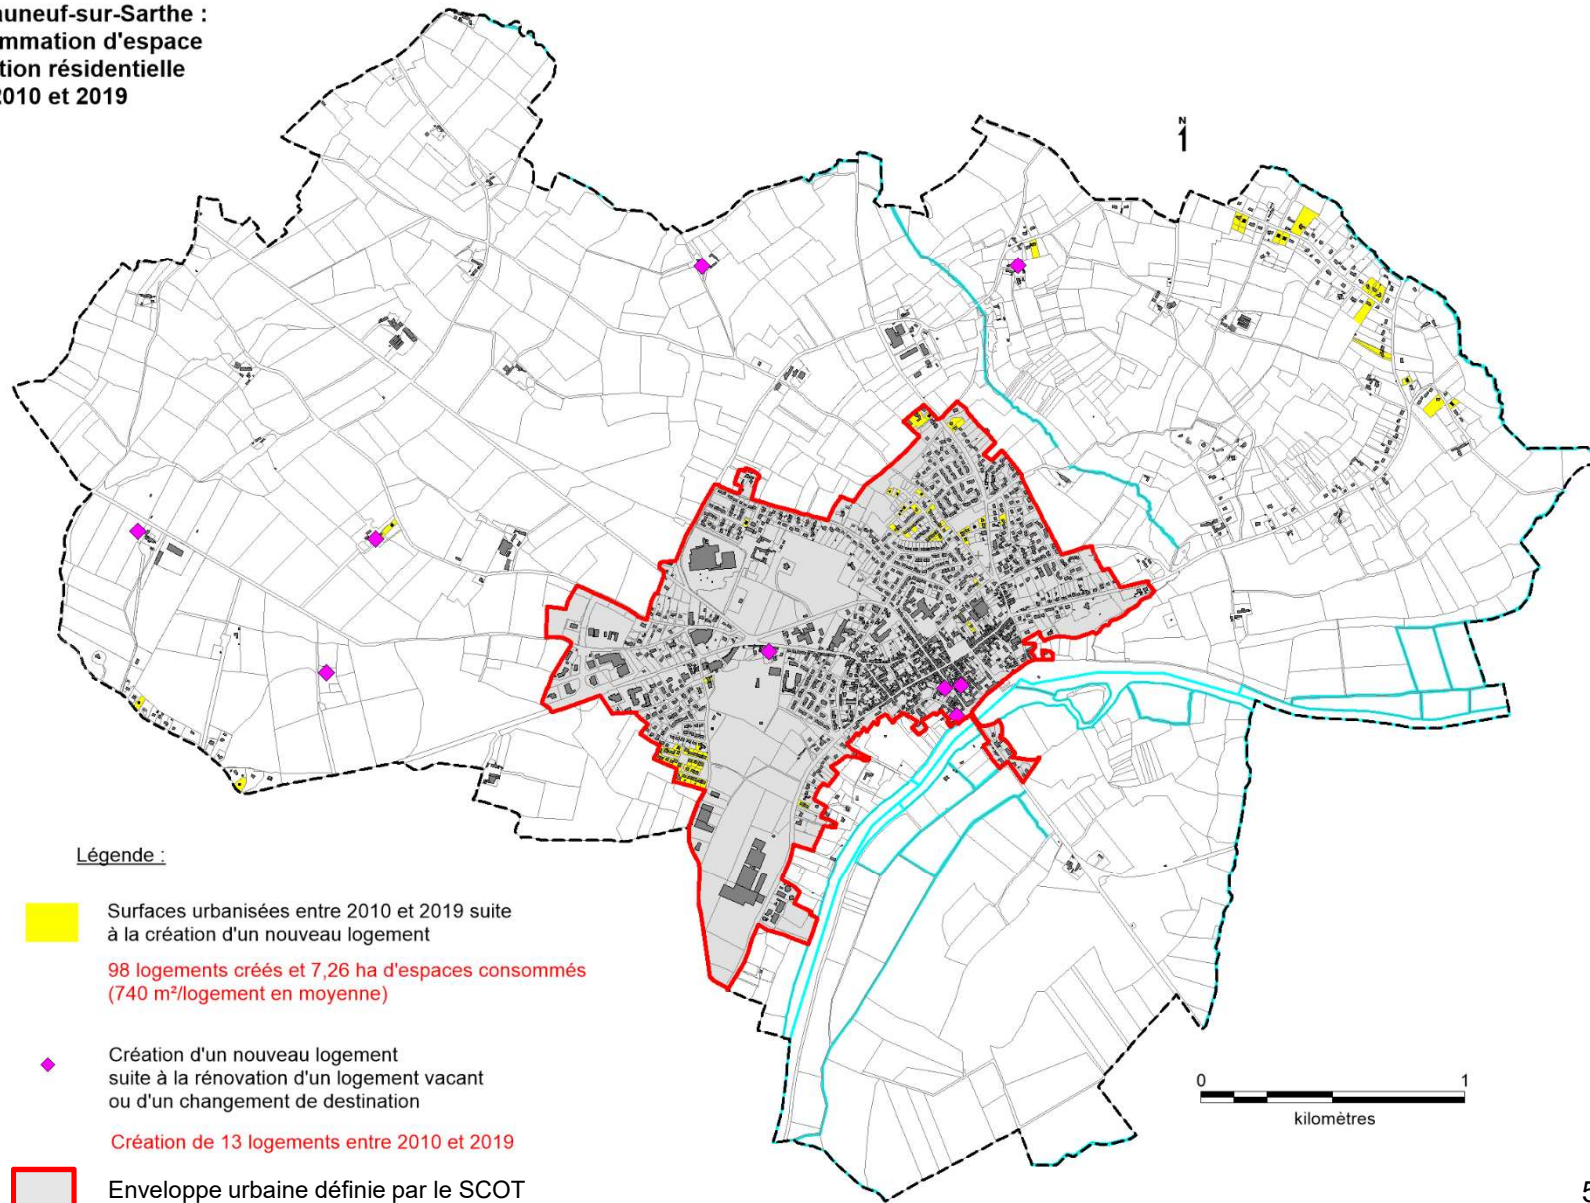 auneuf-sur-Sarthe :
mmation d'espace
tion résidentielle
2010 et 2019
N
Légende :
Surfaces urbanisées entre 2010 et 2019 suite
à la création d'un nouveau logement
98 logements créés et 7,26 ha d'espaces consommés
(740 m²/logement en moyenne)
Création d'un nouveau logement
suite à la rénovation d'un logement vacant
ou d'un changement de destination
Création de 13 logements entre 2010 et 2019
Enveloppe urbaine définie par le SCOT
0 1
kilomètres
5